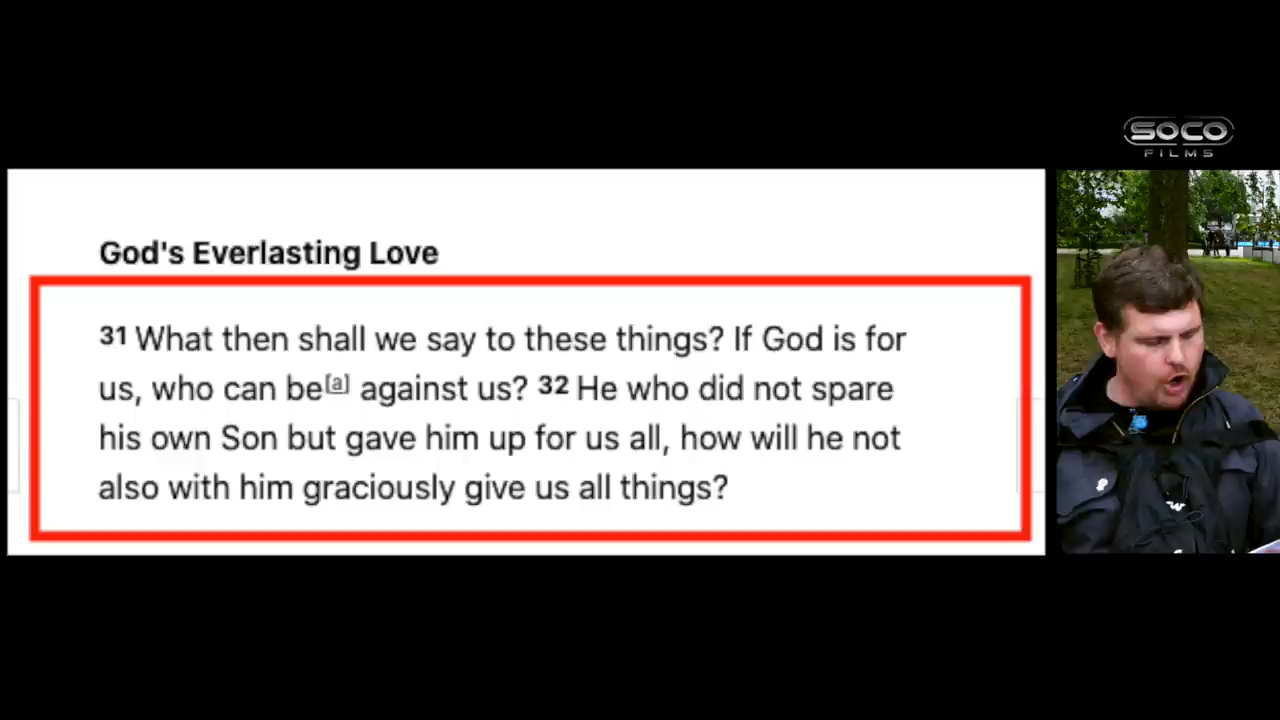 SOCO
FILMS
God's Everlasting Love
31 What then shall we say to these things? If God is for
us, who can be[a] against us? 32 He who did not spare
his own Son but gave him up for us all, how will he not
also with him graciously give us all things?